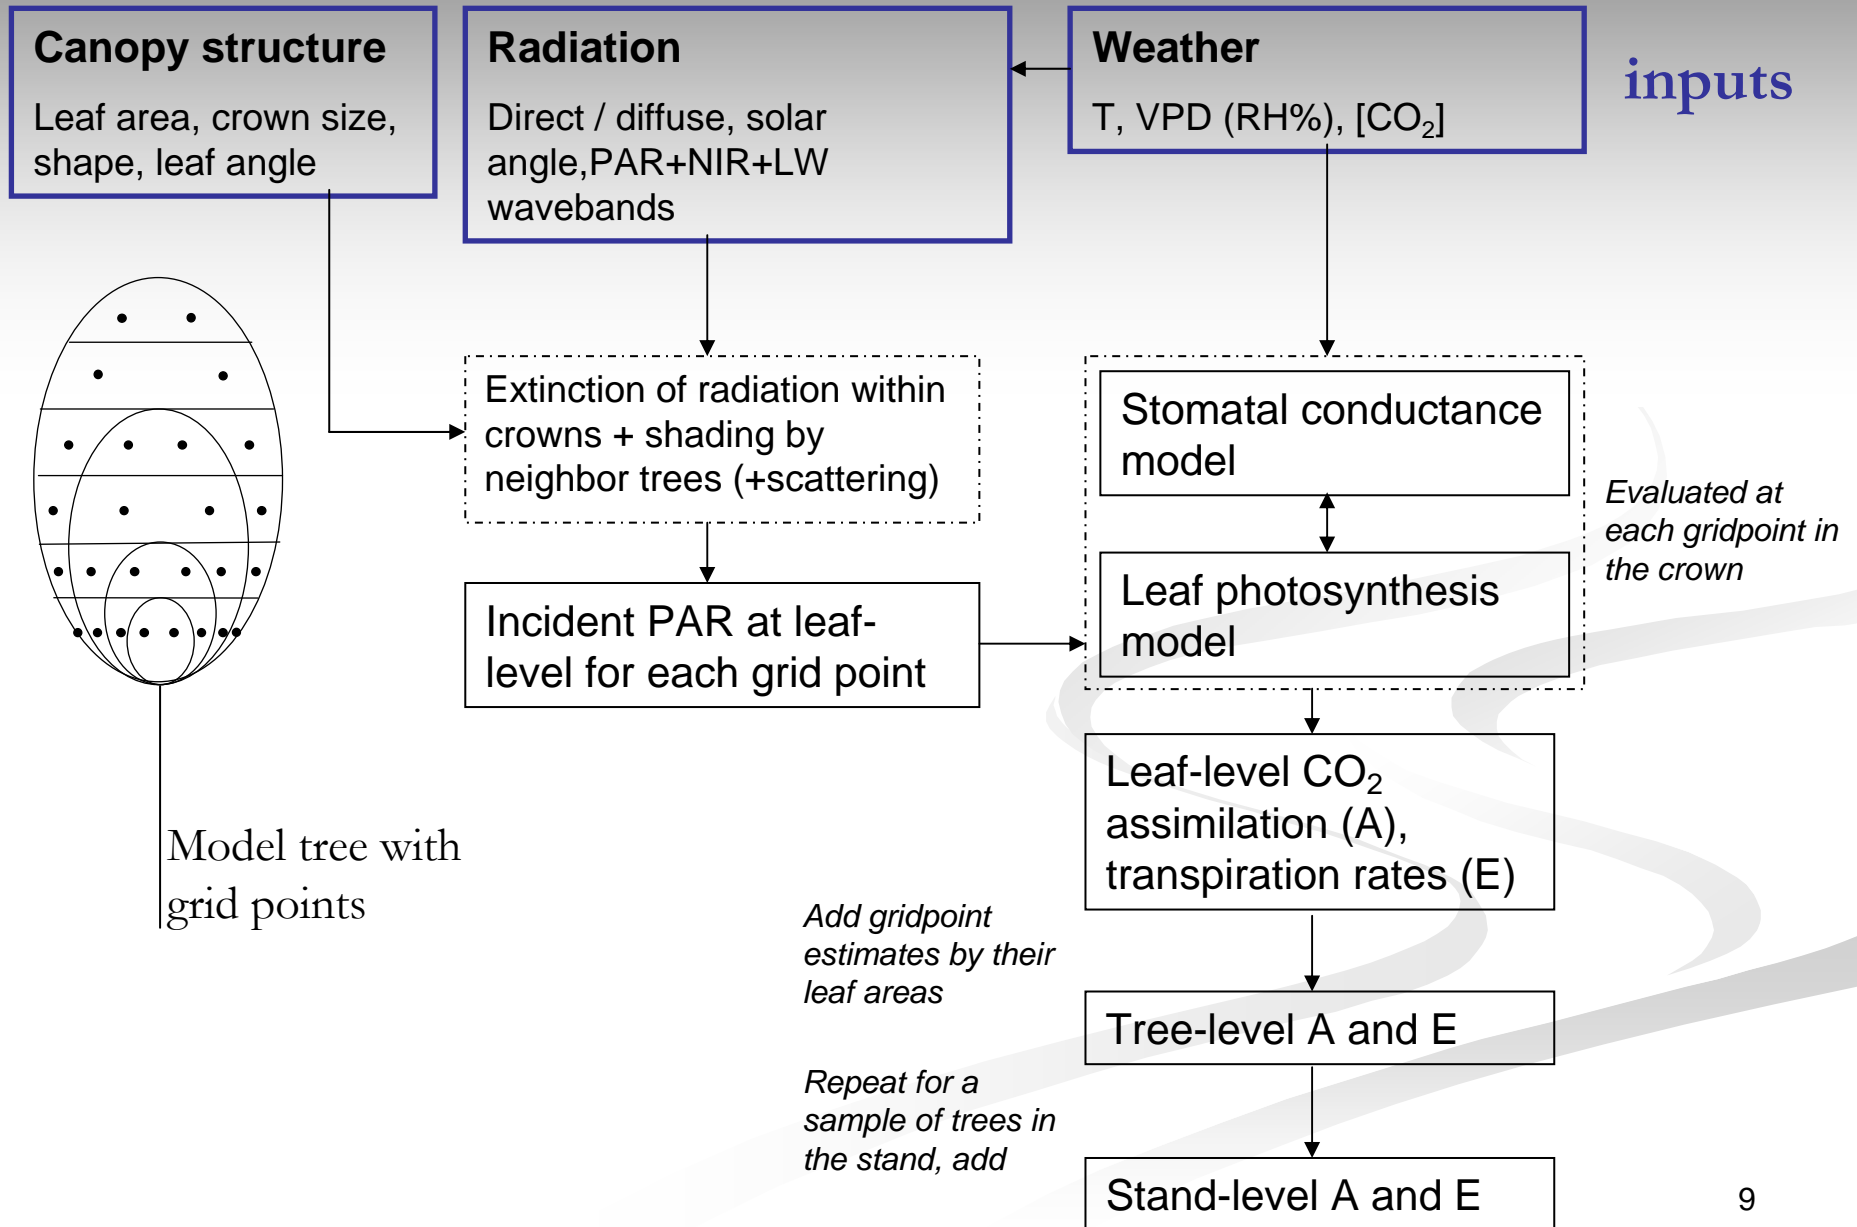 Canopy structure
Leaf area, crown size,
shape, leaf angle
Radiation
Direct / diffuse, solar
angle,PAR+NIR+LW
wavebands
Weather
T, VPD (RH%), [CO₂]
inputs
Extinction of radiation within
crowns + shading by
neighbor trees (+scattering)
Stomatal conductance
model
Evaluated at
each gridpoint in
the crown
Incident PAR at leaf-
level for each grid point
Leaf photosynthesis
model
Model tree with
grid points
Leaf-level CO₂
assimilation (A),
transpiration rates (E)
Add gridpoint
estimates by their
leaf areas
Tree-level A and E
Repeat for a
sample of trees in
the stand, add
Stand-level A and E
9